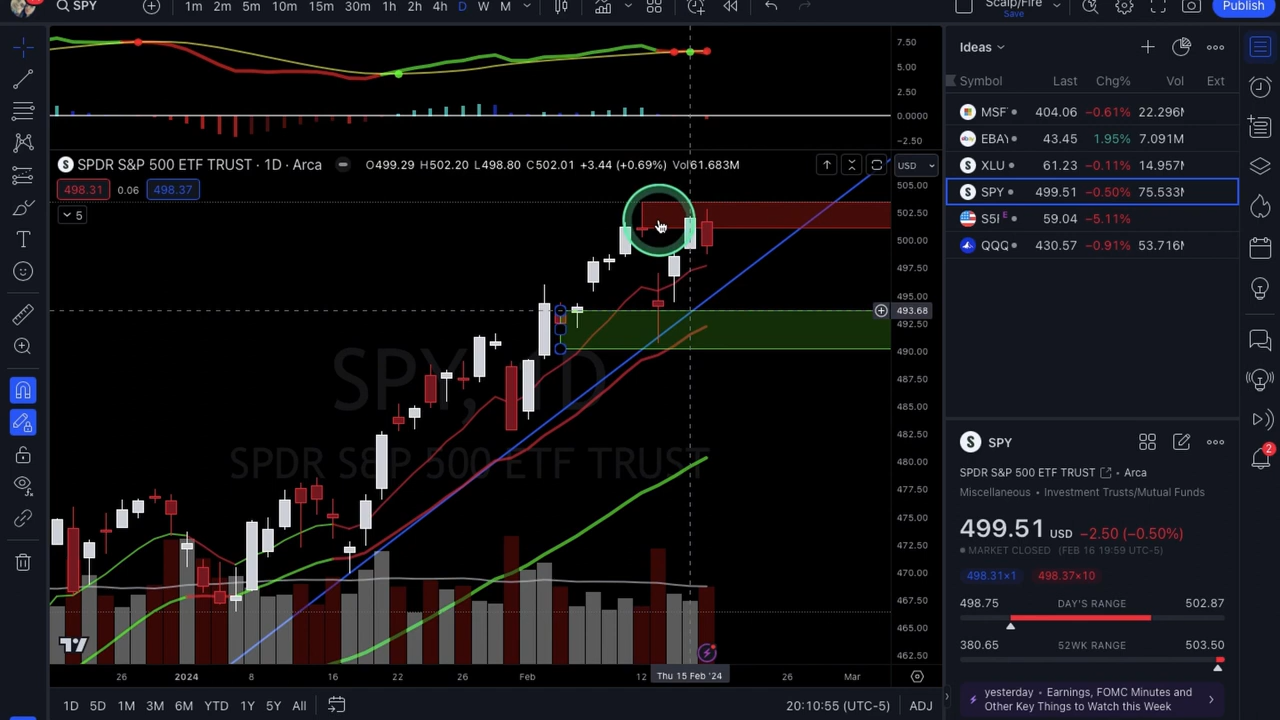 SPY
1m 2m 5m 10m 15m 30m 1h 2h 4h D W M
Scalp/Fire
Save
Publish
7.50
5.00
2.50
0.0000
−2.50
SPDR S&P 500 ETF TRUST · 1D · Arca
O499.29 H502.20 L498.80 C502.01 +3.44 (+0.69%) Vol61.683M
USD
498.31 0.06 498.37
5
505.00
502.50
500.00
497.50
495.00
493.68
492.50
490.00
487.50
485.00
482.50
480.00
477.50
475.00
472.50
470.00
467.50
465.00
462.50
SPY, 1D
SPDR S&P 500 ETF TRUST
26 2024 8 16 22 26 Feb 12 Thu 15 Feb '24 26 Mar
1D 5D 1M 3M 6M YTD 1Y 5Y All
20:10:55 (UTC-5) ADJ
Ideas
Symbol Last Chg% Vol Ext
MSF 404.06 −0.61% 22.296M
EBAY 43.45 1.95% 7.091M
XLU 61.23 −0.11% 14.957M
SPY 499.51 −0.50% 75.533M
S5F E 59.04 −5.11%
QQQ 430.57 −0.91% 53.716M
S SPY
SPDR S&P 500 ETF TRUST Arca
Miscellaneous • Investment Trusts/Mutual Funds
499.51 USD −2.50 (−0.50%)
MARKET CLOSED (FEB 16 19:59 UTC-5)
498.31×1 498.37×10
498.75 DAY'S RANGE 502.87
380.65 52WK RANGE 503.50
yesterday • Earnings, FOMC Minutes and
Other Key Things to Watch this Week
2